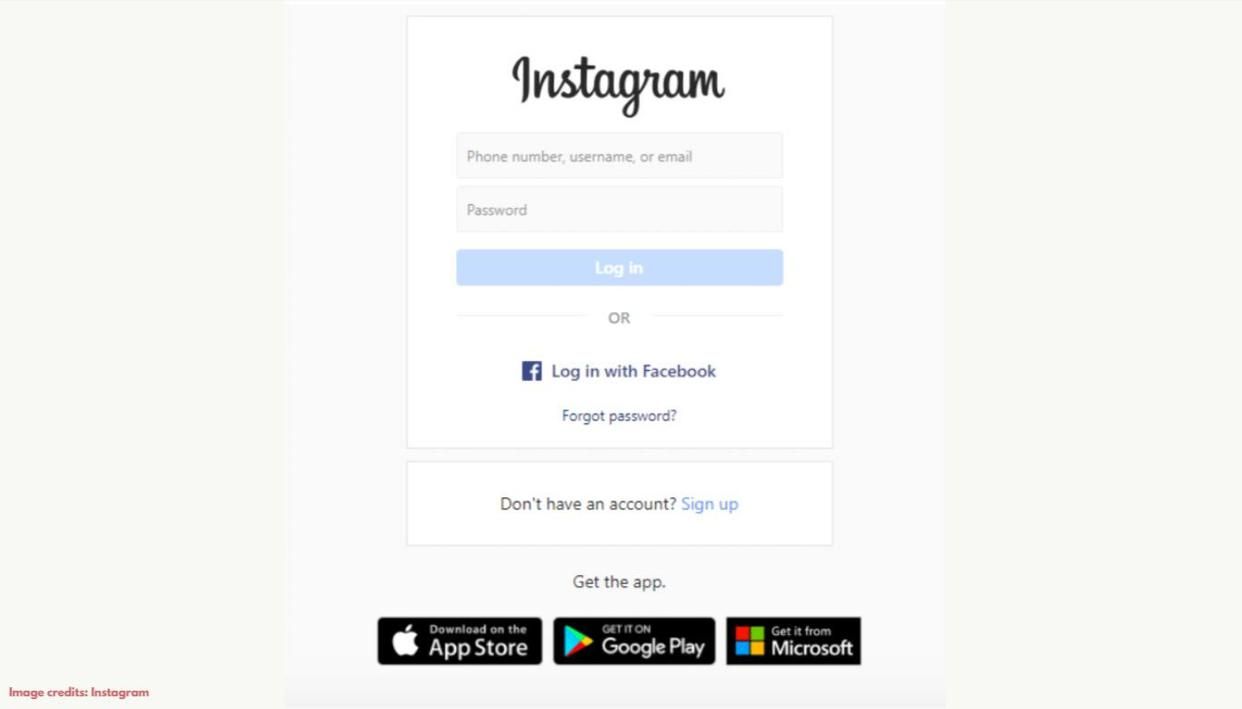 Instagram
Phone number, username, or email
Password
Log in
OR
Log in with Facebook
Forgot password?
Don't have an account? Sign up
Get the app.
Download on the
App Store
GET IT ON
Google Play
Get it from
Microsoft
Image credits: Instagram